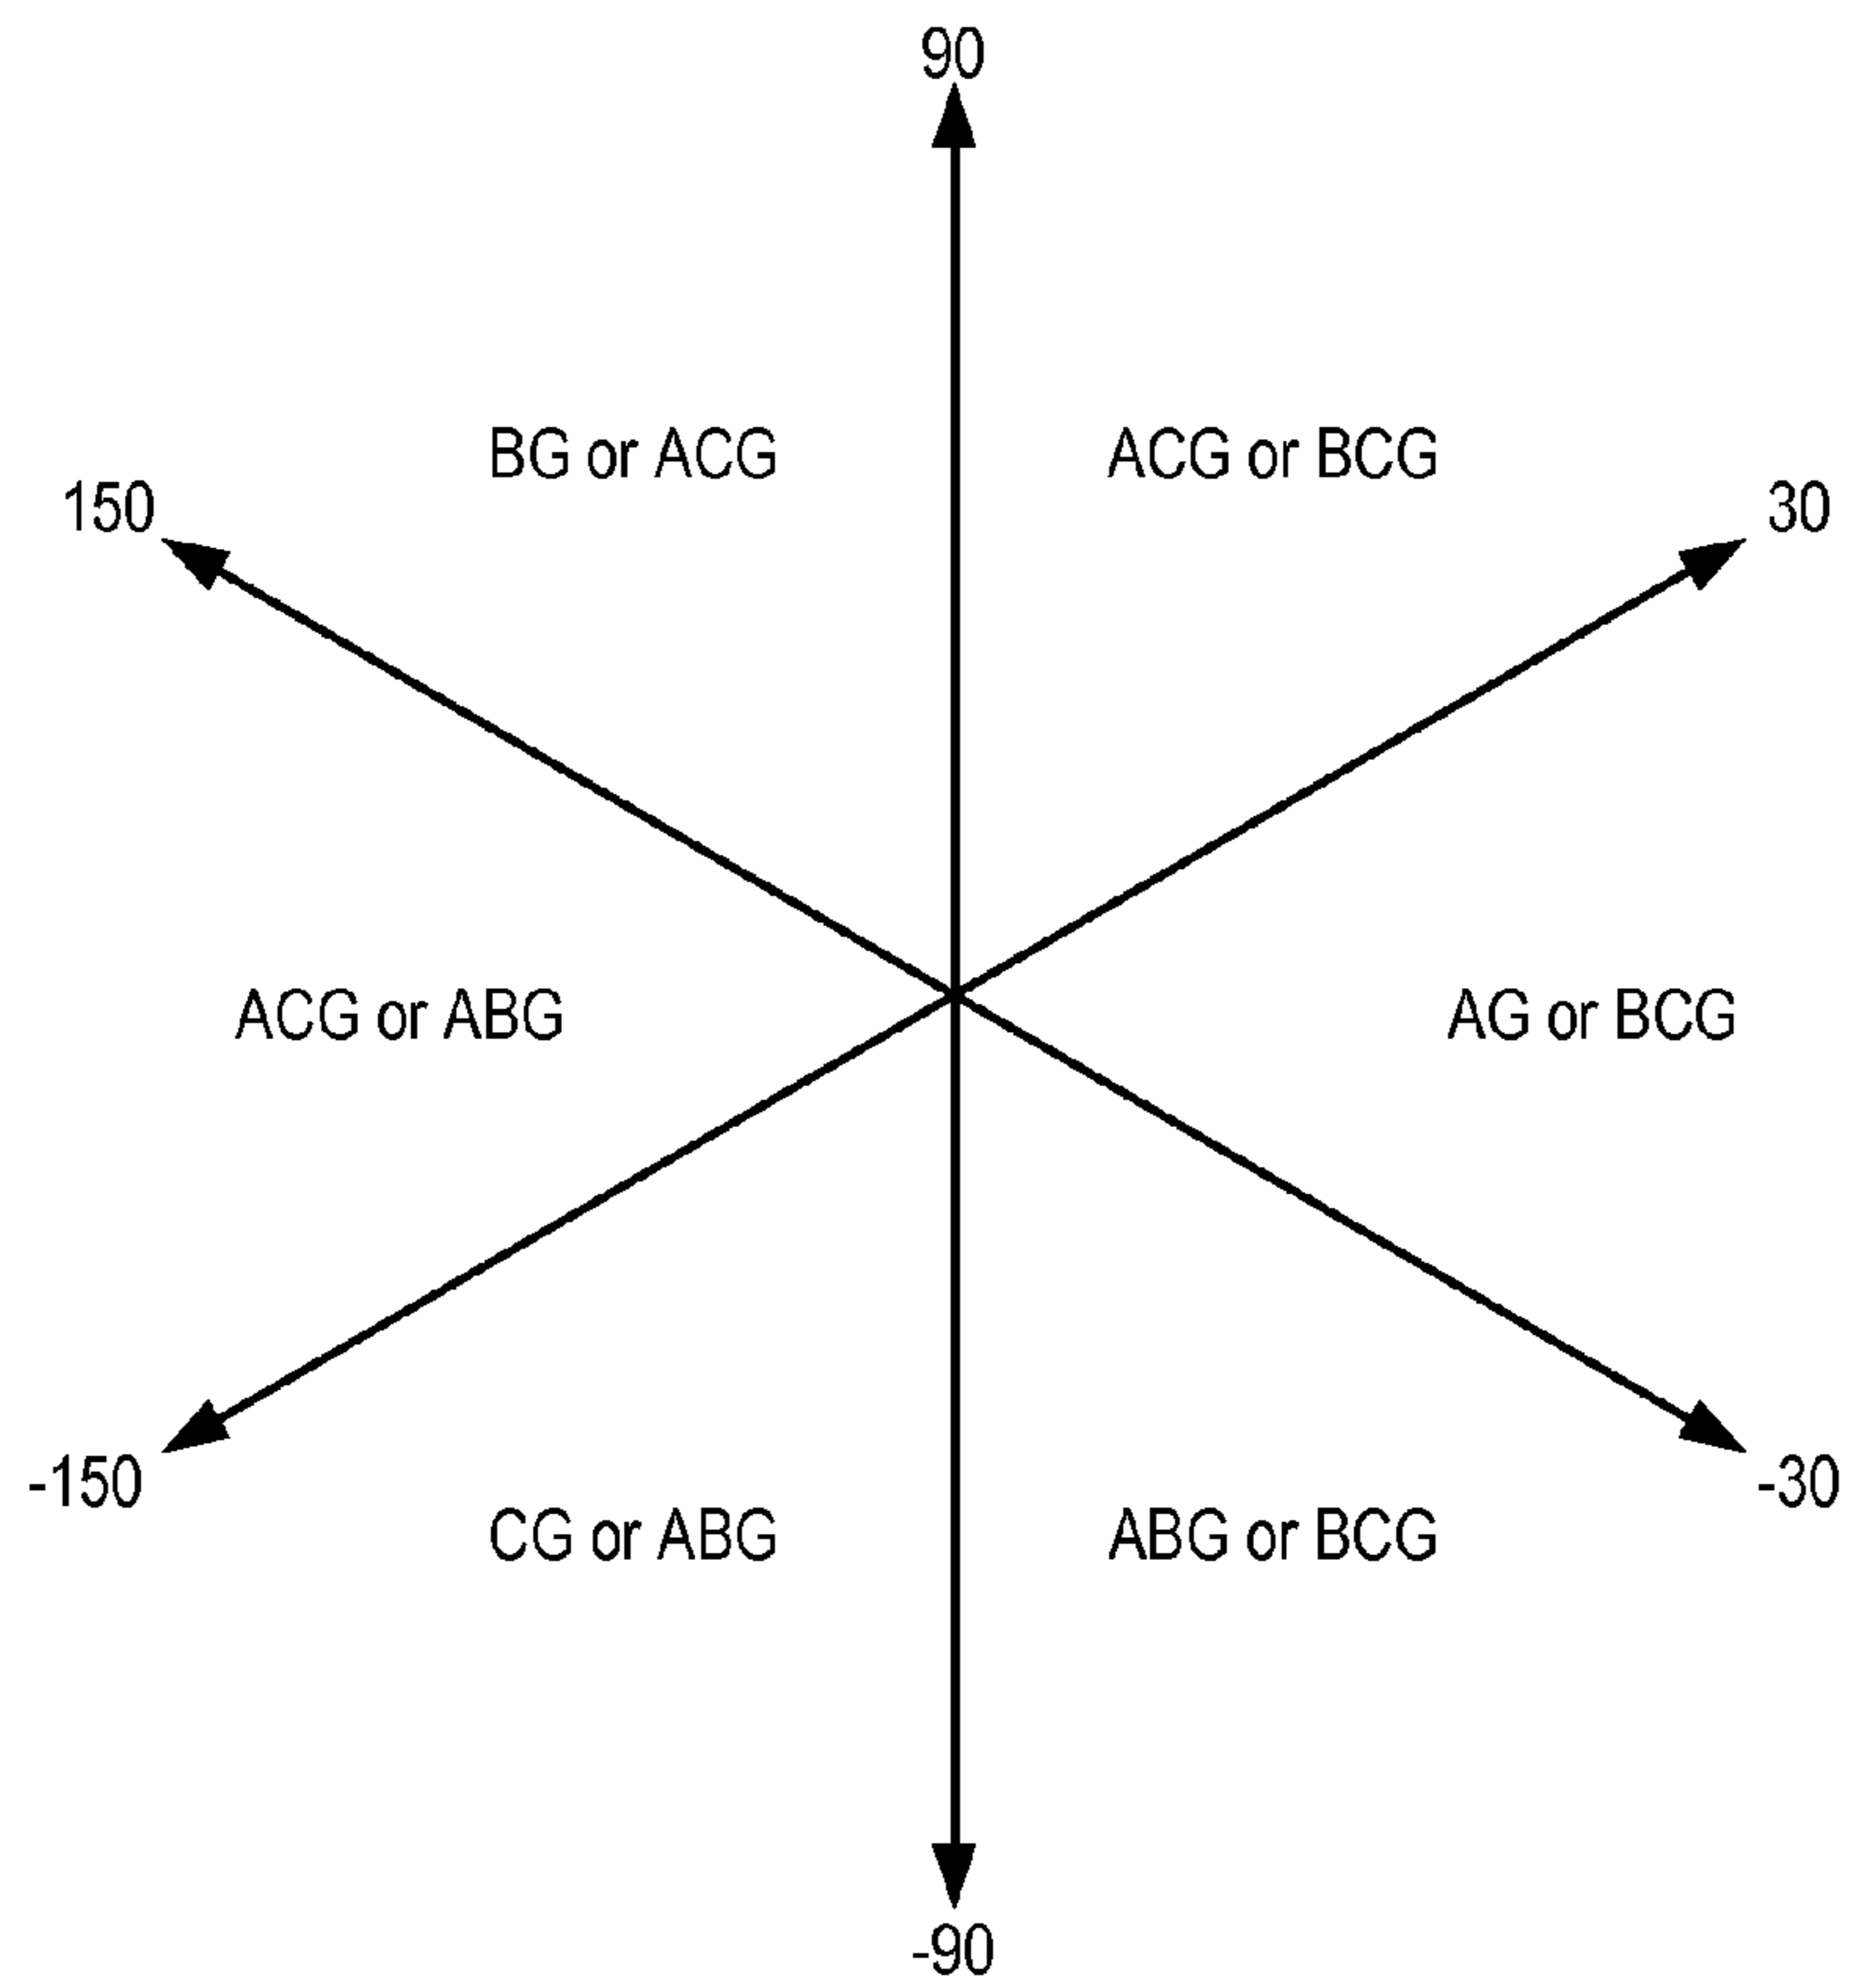 90
BG or ACG
ACG or BCG
150
30
ACG or ABG
AG or BCG
-150
-30
CG or ABG
ABG or BCG
-90